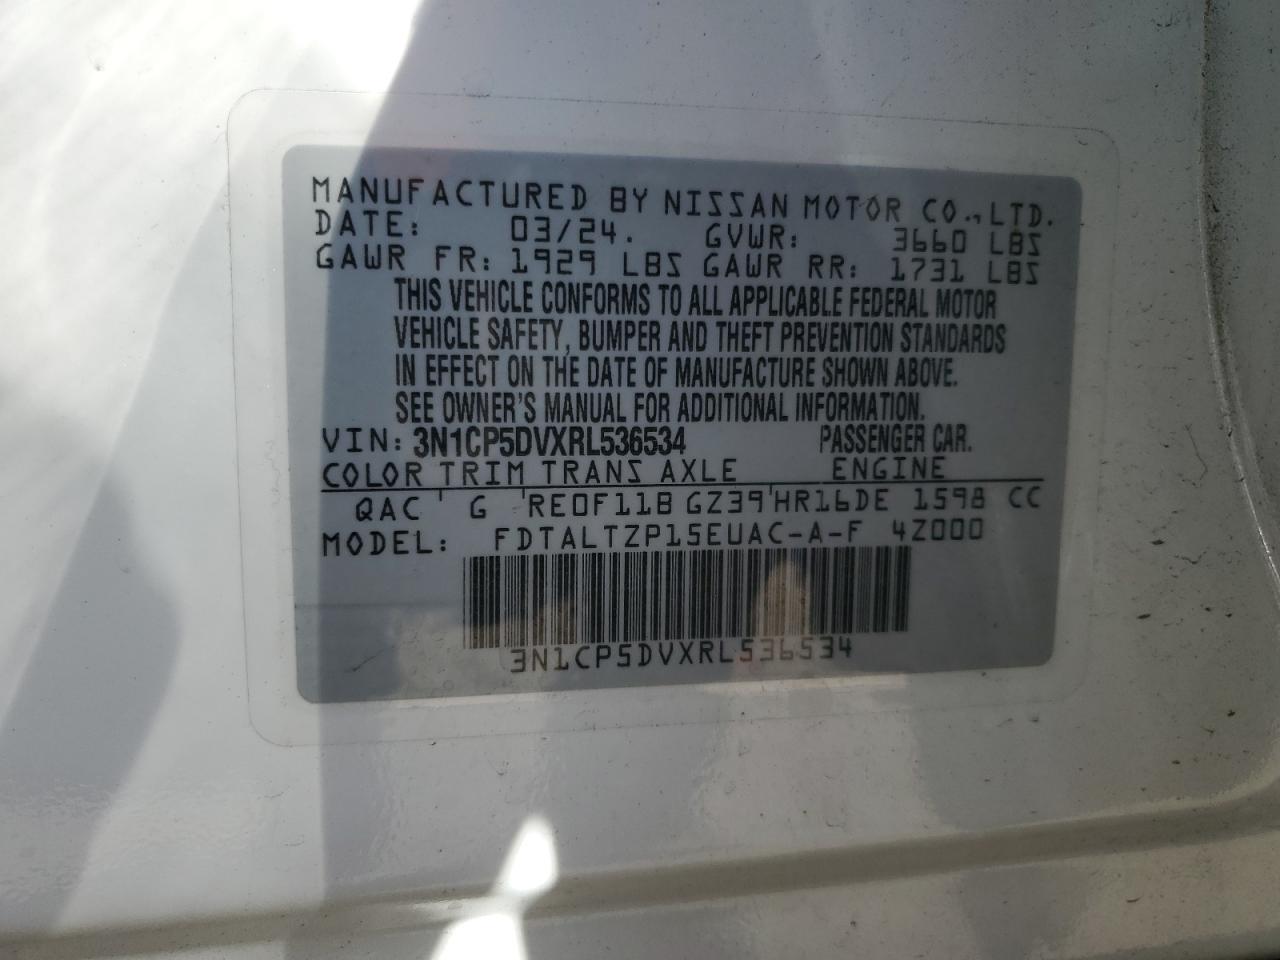 MANUFACTURED BY NISSAN MOTOR CO., LTD.
DATE: 03/24. GVWR: 3660 LBS
GAWR FR: 1929 LBS GAWR RR: 1731 LBS
THIS VEHICLE CONFORMS TO ALL APPLICABLE FEDERAL MOTOR
VEHICLE SAFETY, BUMPER AND THEFT PREVENTION STANDARDS
IN EFFECT ON THE DATE OF MANUFACTURE SHOWN ABOVE.
SEE OWNER'S MANUAL FOR ADDITIONAL INFORMATION.
VIN: 3N1CP5DVXRL536534 PASSENGER CAR.
COLOR TRIM TRANS AXLE ENGINE
QAC ' G 'RE0F11B GZ39'HR16DE 1598 CC
MODEL: FDTALTZP15EUAC-A-F 4Z000
3N1CP5DVXRL536534